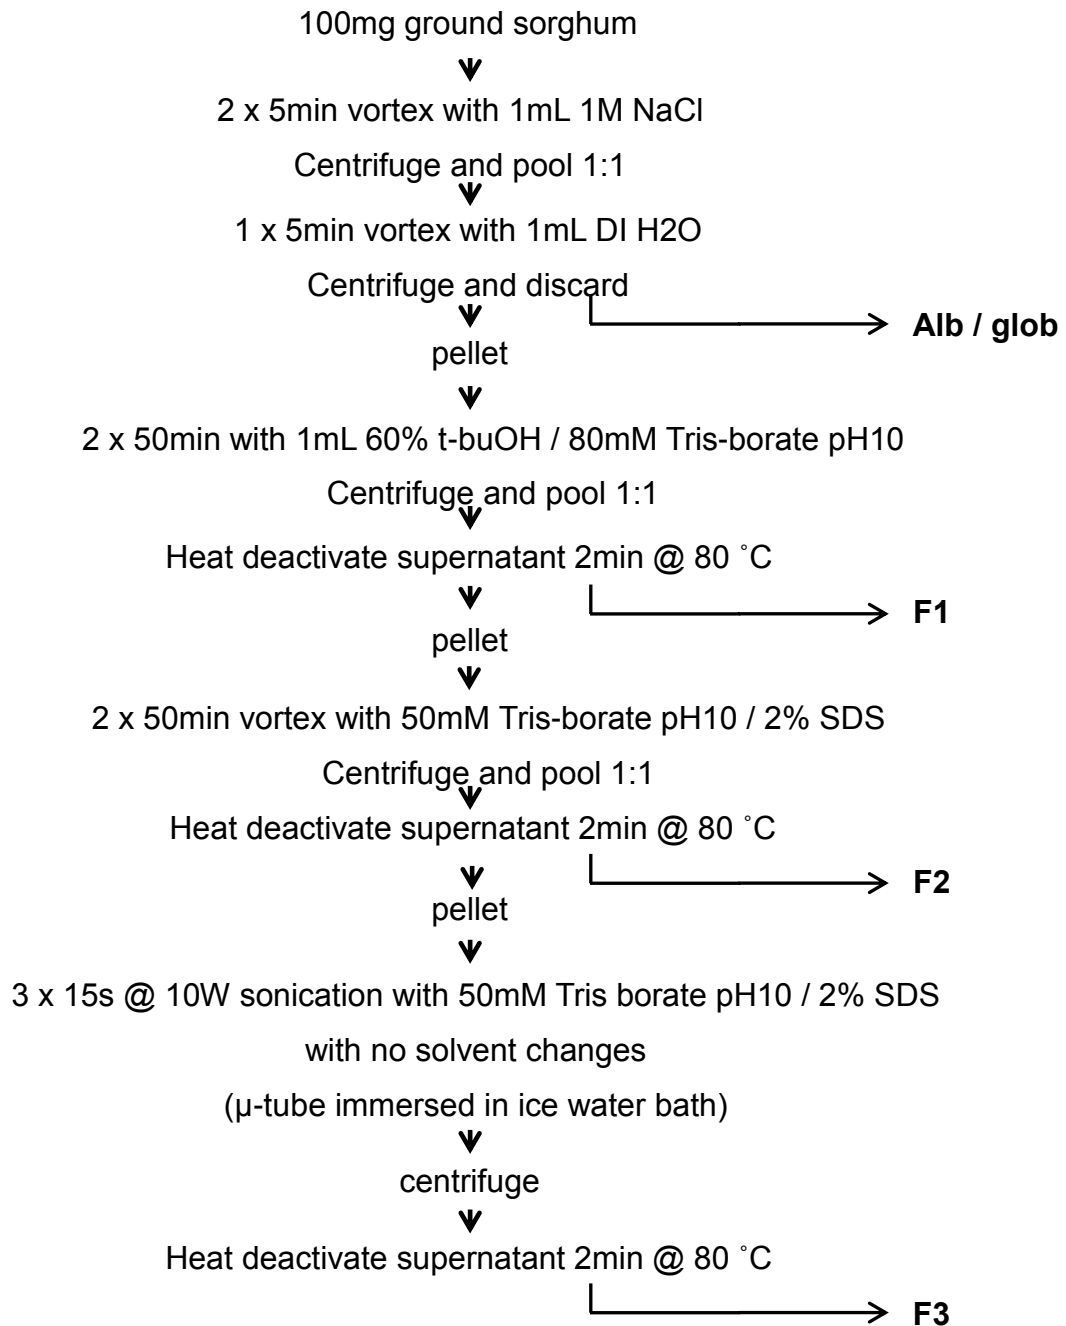 100mg ground sorghum
2 x 5min vortex with 1mL 1M NaCl
Centrifuge and pool 1:1
1 x 5min vortex with 1mL DI H2O
Centrifuge and discard
Alb / glob
pellet
2 x 50min with 1mL 60% t-buOH / 80mM Tris-borate pH10
Centrifuge and pool 1:1
Heat deactivate supernatant 2min @ 80 ˚C
F1
pellet
2 x 50min vortex with 50mM Tris-borate pH10 / 2% SDS
Centrifuge and pool 1:1
Heat deactivate supernatant 2min @ 80 ˚C
F2
pellet
3 x 15s @ 10W sonication with 50mM Tris borate pH10 / 2% SDS
with no solvent changes
(μ-tube immersed in ice water bath)
centrifuge
Heat deactivate supernatant 2min @ 80 ˚C
F3